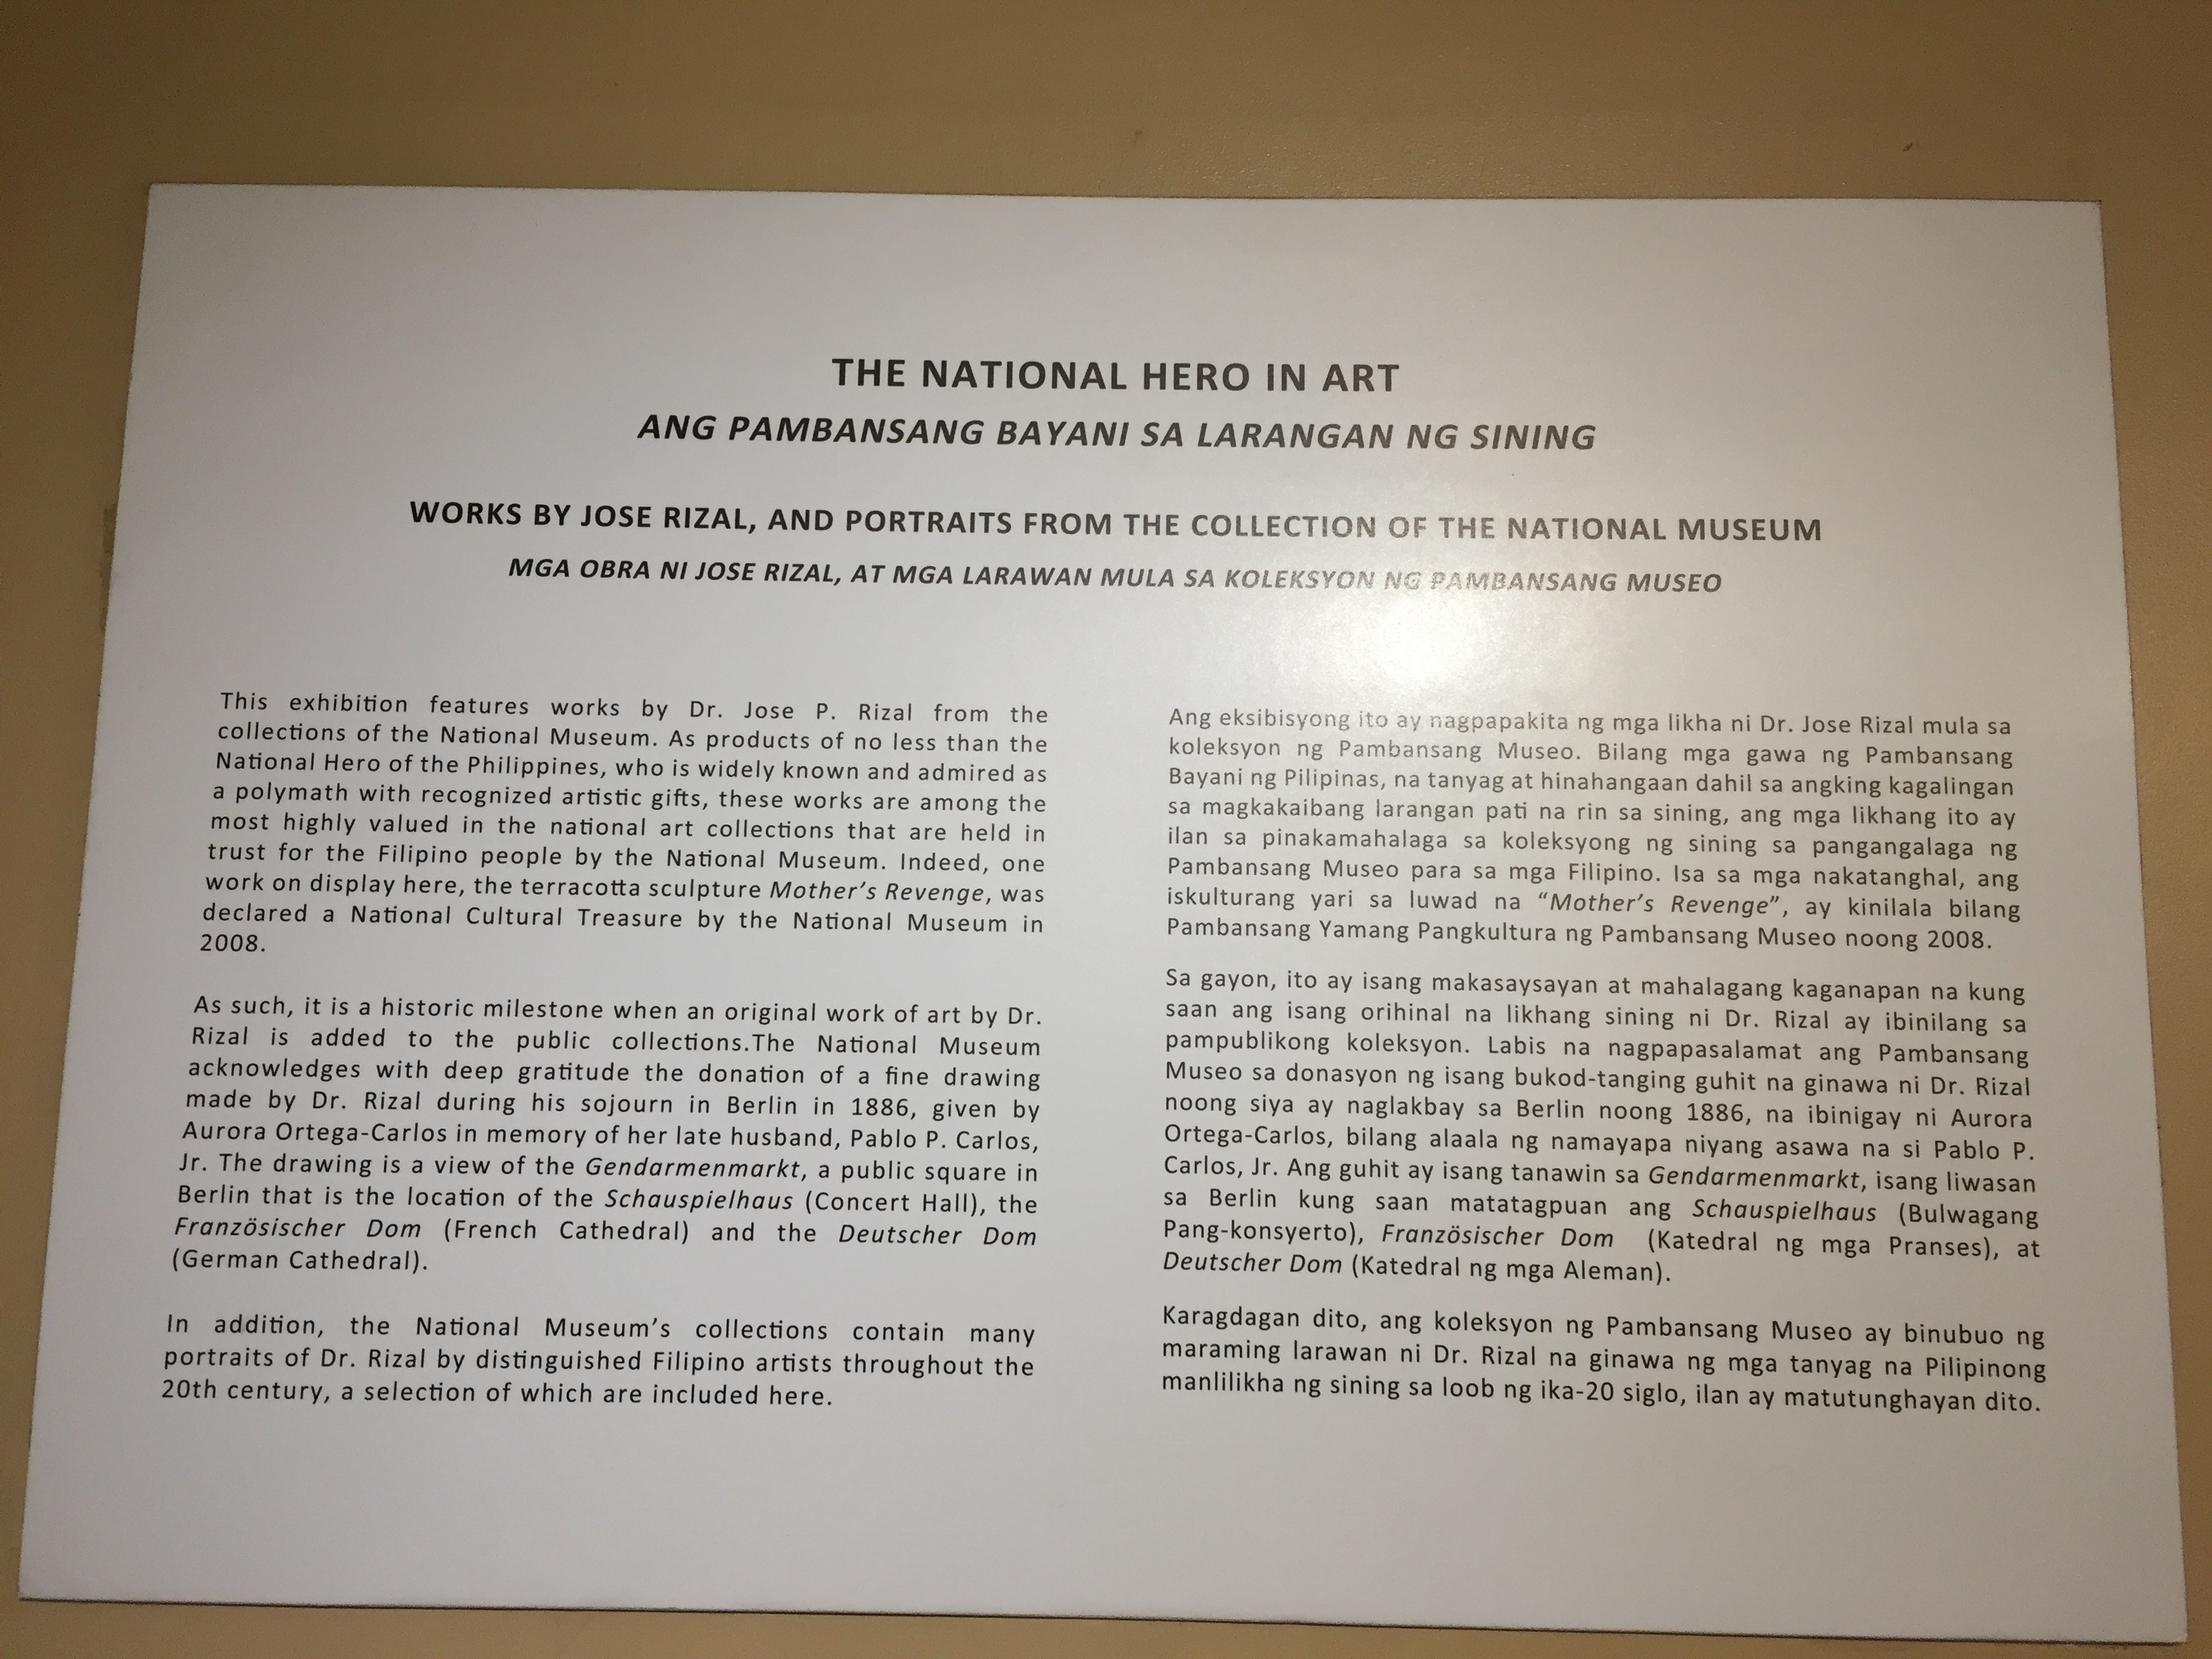 THE NATIONAL HERO IN ART
ANG PAMBANSANG BAYANI SA LARANGAN NG SINING
WORKS BY JOSE RIZAL, AND PORTRAITS FROM THE COLLECTION OF THE NATIONAL MUSEUM
MGA OBRA NI JOSE RIZAL, AT MGA LARAWAN MULA SA KOLEKSYON NG PAMBANSANG MUSEO
This exhibition features works by Dr. Jose P. Rizal from the
collections of the National Museum. As products of no less than the
National Hero of the Philippines, who is widely known and admired as
a polymath with recognized artistic gifts, these works are among the
most highly valued in the national art collections that are held in
trust for the Filipino people by the National Museum. Indeed, one
work on display here, the terracotta sculpture Mother's Revenge, was
declared a National Cultural Treasure by the National Museum in
2008.
As such, it is a historic milestone when an original work of art by Dr.
Rizal is added to the public collections.The National Museum
acknowledges with deep gratitude the donation of a fine drawing
made by Dr. Rizal during his sojourn in Berlin in 1886, given by
Aurora Ortega-Carlos in memory of her late husband, Pablo P. Carlos,
Jr. The drawing is a view of the Gendarmenmarkt, a public square in
Berlin that is the location of the Schauspielhaus (Concert Hall), the
Französischer Dom (French Cathedral) and the Deutscher Dom
(German Cathedral).
In addition, the National Museum's collections contain many
portraits of Dr. Rizal by distinguished Filipino artists throughout the
20th century, a selection of which are included here.
Ang eksibisyong ito ay nagpapakita ng mga likha ni Dr. Jose Rizal mula sa
koleksyon ng Pambansang Museo. Bilang mga gawa ng Pambansang
Bayani ng Pilipinas, na tanyag at hinahangaan dahil sa angking kagalingan
sa magkakaibang larangan pati na rin sa sining, ang mga likhang ito ay
ilan sa pinakamahalaga sa koleksyong ng sining sa pangangalaga ng
Pambansang Museo para sa mga Filipino. Isa sa mga nakatanghal, ang
iskulturang yari sa luwad na "Mother's Revenge", ay kinilala bilang
Pambansang Yamang Pangkultura ng Pambansang Museo noong 2008.
Sa gayon, ito ay isang makasaysayan at mahalagang kaganapan na kung
saan ang isang orihinal na likhang sining ni Dr. Rizal ay ibinilang sa
pampublikong koleksyon. Labis na nagpapasalamat ang Pambansang
Museo sa donasyon ng isang bukod-tanging guhit na ginawa ni Dr. Rizal
noong siya ay naglakbay sa Berlin noong 1886, na ibinigay ni Aurora
Ortega-Carlos, bilang alaala ng namayapa niyang asawa na si Pablo P.
Carlos, Jr. Ang guhit ay isang tanawin sa Gendarmenmarkt, isang liwasan
sa Berlin kung saan matatagpuan ang Schauspielhaus (Bulwagang
Pang-konsyerto), Französischer Dom (Katedral ng mga Pranses), at
Deutscher Dom (Katedral ng mga Aleman).
Karagdagan dito, ang koleksyon ng Pambansang Museo ay binubuo ng
maraming larawan ni Dr. Rizal na ginawa ng mga tanyag na Pilipinong
manlilikha ng sining sa loob ng ika-20 siglo, ilan ay matutunghayan dito.